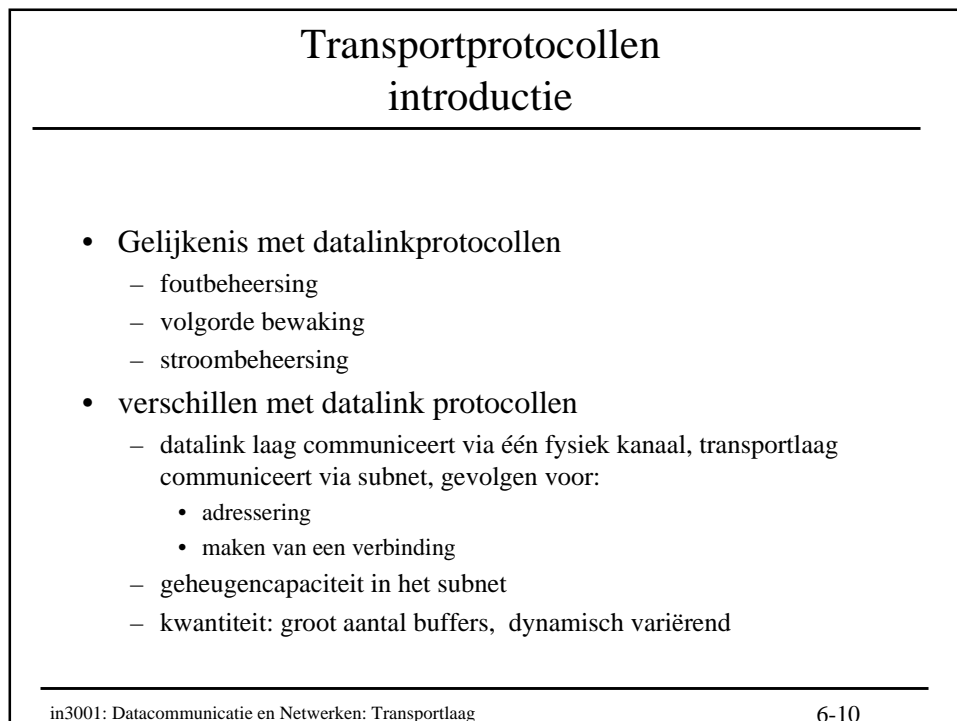 Transportprotocollen
introductie
• Gelijkenis met datalinkprotocollen
– foutbeheersing
– volgorde bewaking
– stroombeheersing
• verschillen met datalink protocollen
– datalink laag communiceert via één fysiek kanaal, transportlaag
communiceert via subnet, gevolgen voor:
• adressering
• maken van een verbinding
– geheugencapaciteit in het subnet
– kwantiteit: groot aantal buffers, dynamisch variërend
in3001: Datacommunicatie en Netwerken: Transportlaag 6-10